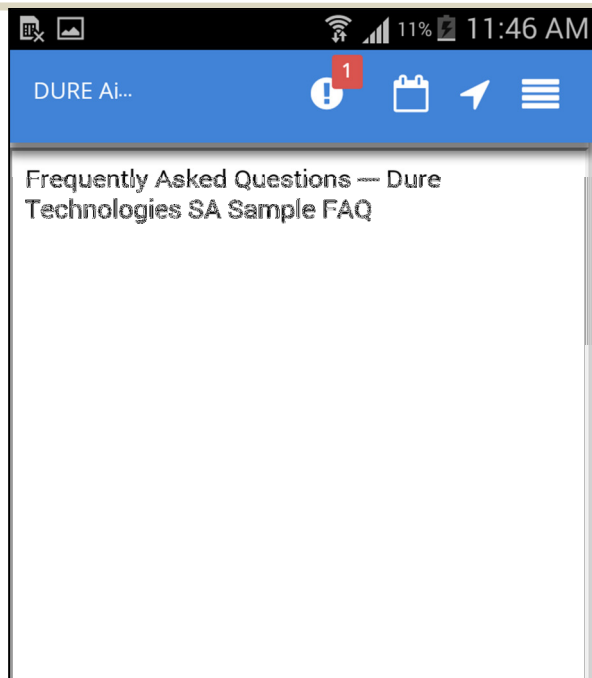 11% 11:46 AM
DURE Ai...
1
Frequently Asked Questions — Dure
Technologies SA Sample FAQ